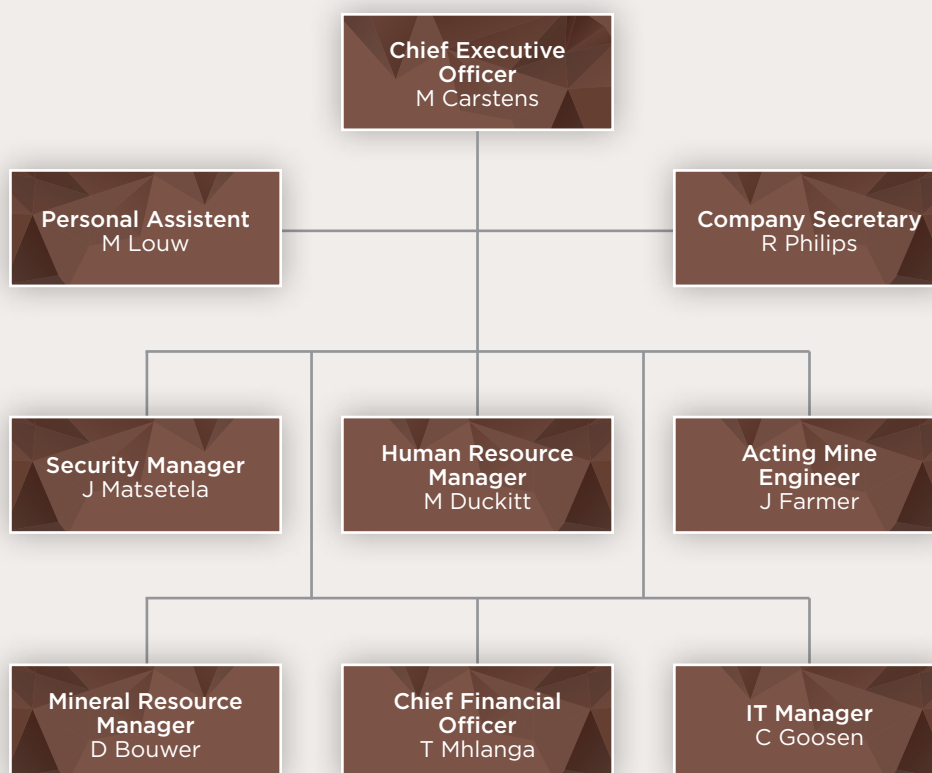 Chief Executive
Officer
M Carstens
Personal Assistent
M Louw
Company Secretary
R Philips
Security Manager
J Matsetela
Human Resource
Manager
M Duckitt
Acting Mine
Engineer
J Farmer
Mineral Resource
Manager
D Bouwer
Chief Financial
Officer
T Mhlanga
IT Manager
C Goosen